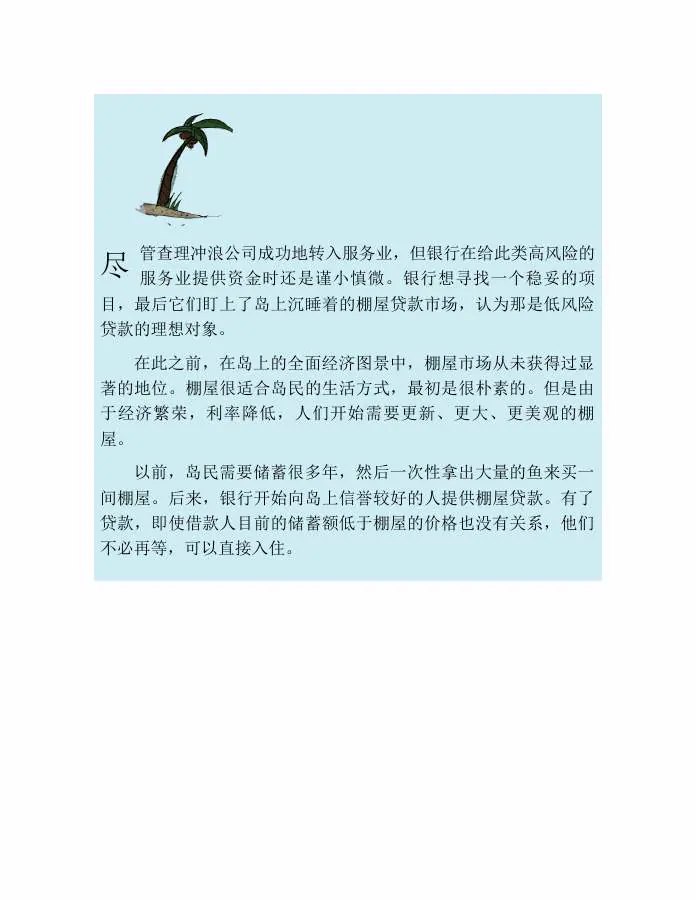 尽管查理冲浪公司成功地转入服务业，但银行在给此类高风险的
服务业提供资金时还是谨小慎微。银行想寻找一个稳妥的项
目，最后它们盯上了岛上沉睡着的棚屋贷款市场，认为那是低风险
贷款的理想对象。
在此之前，在岛上的全面经济图景中，棚屋市场从未获得过显
著的地位。棚屋很适合岛民的生活方式，最初是很朴素的。但是由
于经济繁荣，利率降低，人们开始需要更新、更大、更美观的棚
屋。
以前，岛民需要储蓄很多年，然后一次性拿出大量的鱼来买一
间棚屋。后来，银行开始向岛上信誉较好的人提供棚屋贷款。有了
贷款，即使借款人目前的储蓄额低于棚屋的价格也没有关系，他们
不必再等，可以直接入住。